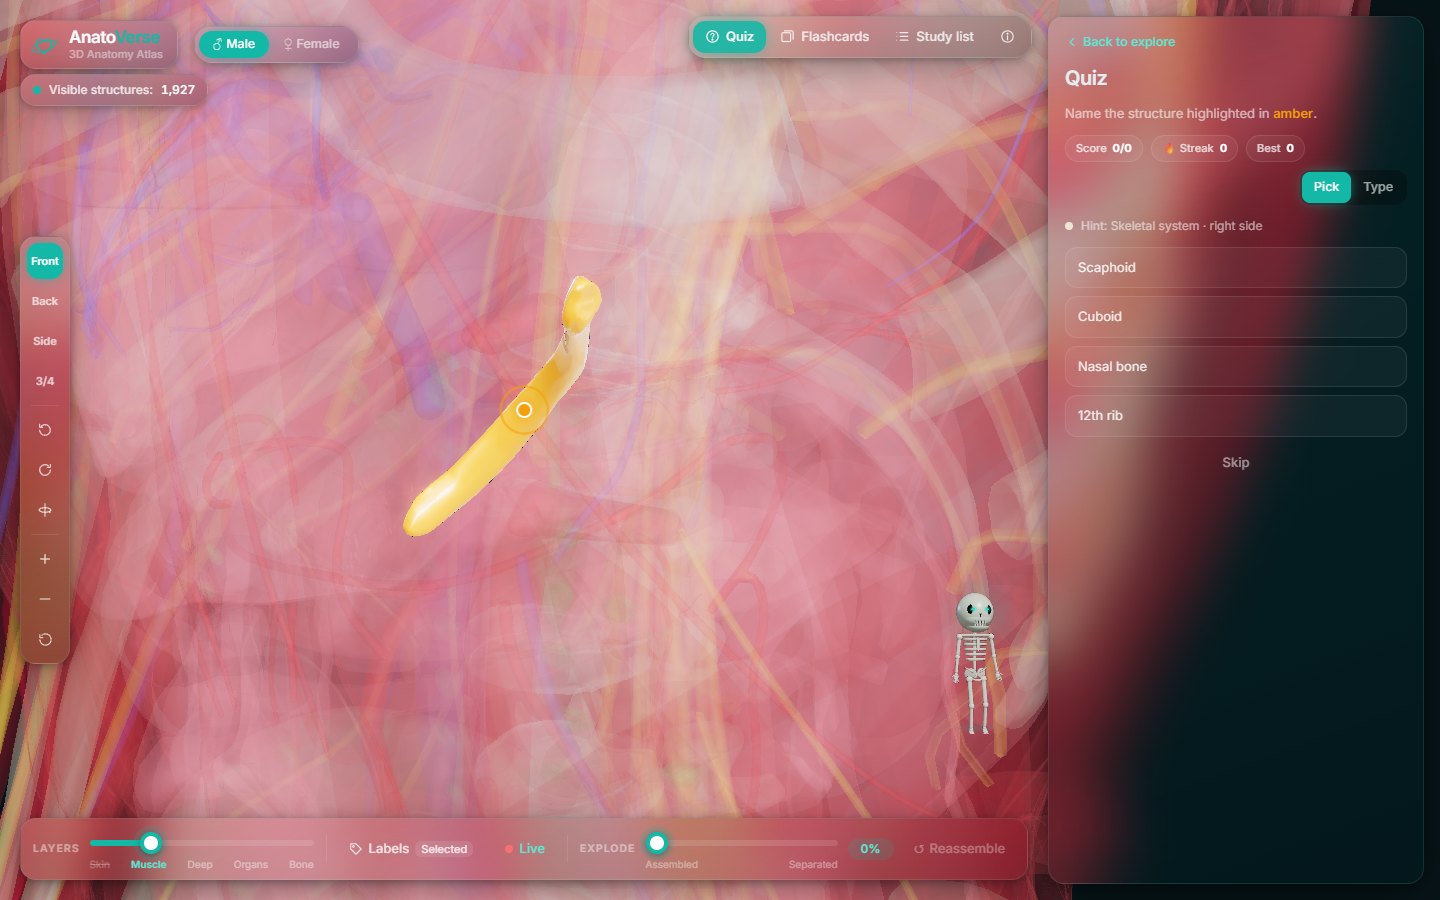 AnatoVerse
3D Anatomy Atlas
Male
Female
Visible structures: 1,927
Quiz
Flashcards
Study list
Front
Back
Side
3/4
Back to explore
Quiz
Name the structure highlighted in amber.
Score 0/0
Streak 0
Best 0
Pick
Type
Hint: Skeletal system · right side
Scaphoid
Cuboid
Nasal bone
12th rib
Skip
LAYERS
Skin
Muscle
Deep
Organs
Bone
Labels Selected
Live
EXPLODE
Assembled
Separated
0%
Reassemble